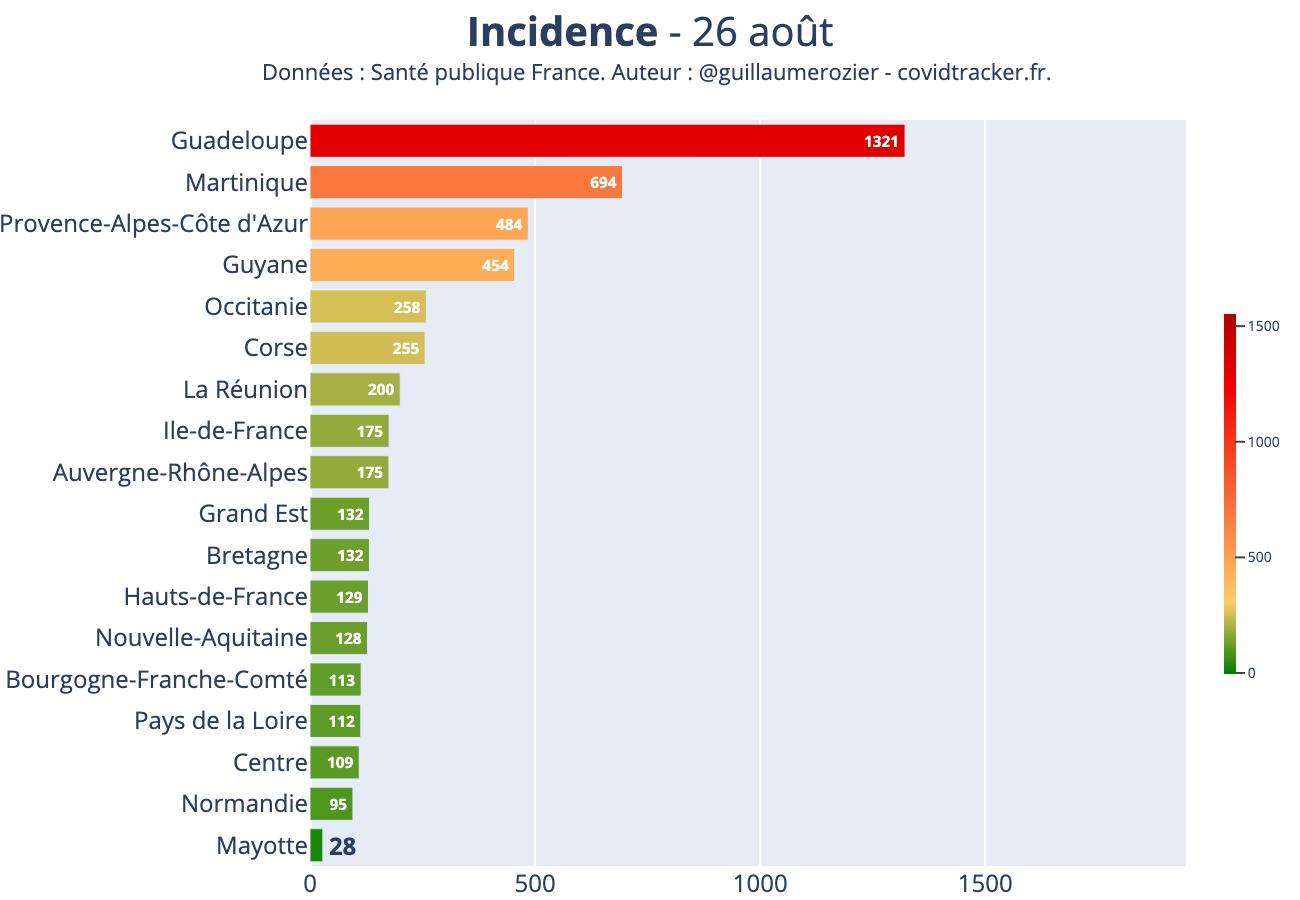 Incidence - 26 août
Données : Santé publique France. Auteur : @guillaumerozier - covidtracker.fr.
Guadeloupe 1321
Martinique 694
Provence-Alpes-Côte d'Azur 484
Guyane 454
Occitanie 258
Corse 255
La Réunion 200
Ile-de-France 175
Auvergne-Rhône-Alpes 175
Grand Est 132
Bretagne 132
Hauts-de-France 129
Nouvelle-Aquitaine 128
Bourgogne-Franche-Comté 113
Pays de la Loire 112
Centre 109
Normandie 95
Mayotte 28
0 500 1000 1500
1500
1000
500
0